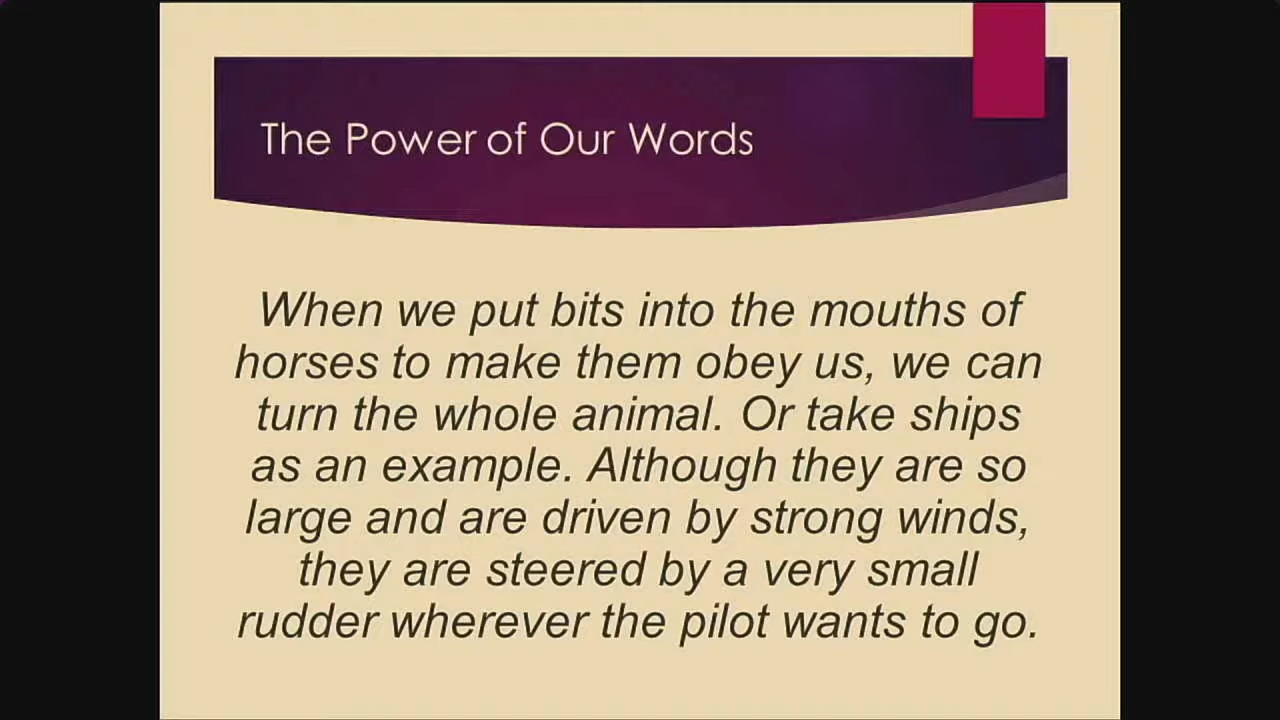 The Power of Our Words
When we put bits into the mouths of
horses to make them obey us, we can
turn the whole animal. Or take ships
as an example. Although they are so
large and are driven by strong winds,
they are steered by a very small
rudder wherever the pilot wants to go.